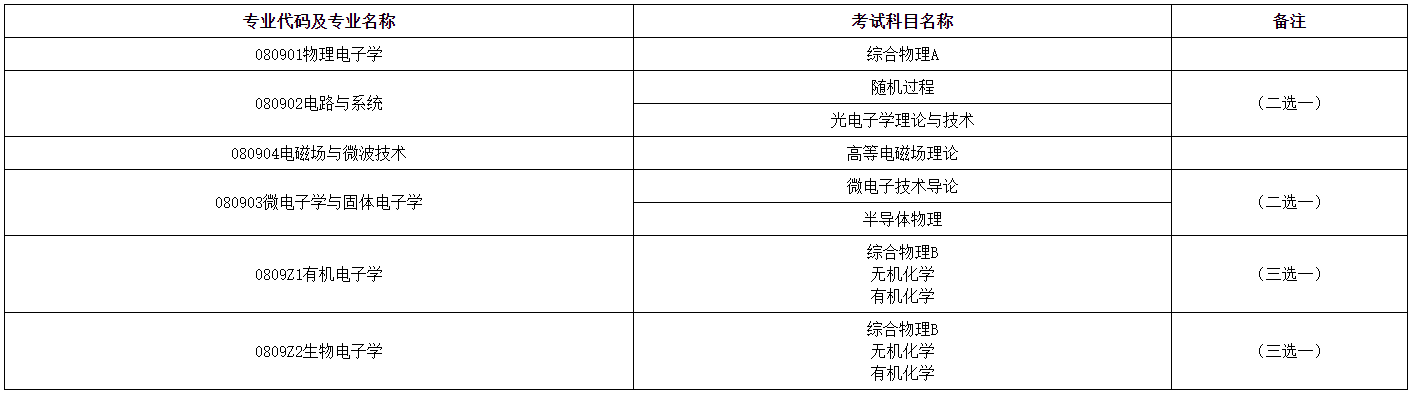 专业代码及专业名称 考试科目名称 备注
080901物理电子学 综合物理A
080902电路与系统 随机过程 （二选一）
光电子学理论与技术
080904电磁场与微波技术 高等电磁场理论
080903微电子学与固体电子学 微电子技术导论 （二选一）
半导体物理
0809Z1有机电子学 综合物理B （三选一）
无机化学
有机化学
0809Z2生物电子学 综合物理B （三选一）
无机化学
有机化学